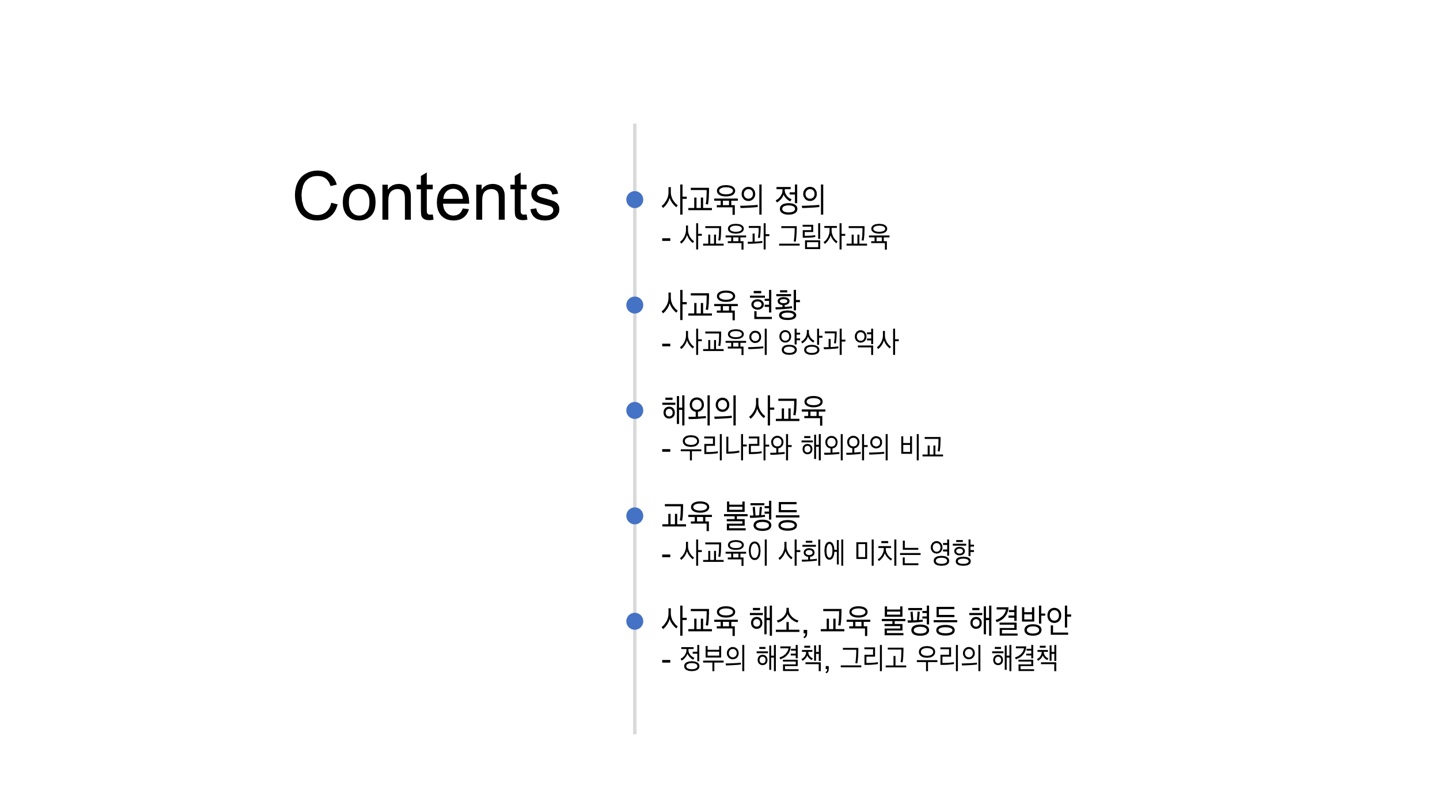 Contents
사교육의 정의
- 사교육과 그림자교육
사교육 현황
- 사교육의 양상과 역사
해외의 사교육
- 우리나라와 해외와의 비교
교육 불평등
- 사교육이 사회에 미치는 영향
사교육 해소, 교육 불평등 해결방안
- 정부의 해결책, 그리고 우리의 해결책